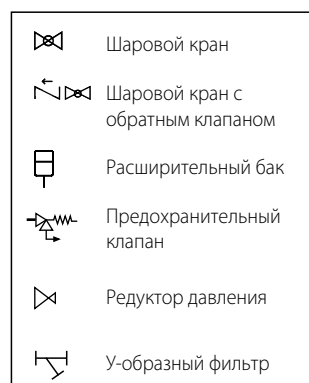 Шаровой кран
Шаровой кран с
обратным клапаном
Расширительный бак
Предохранительный
клапан
Редуктор давления
У-образный фильтр